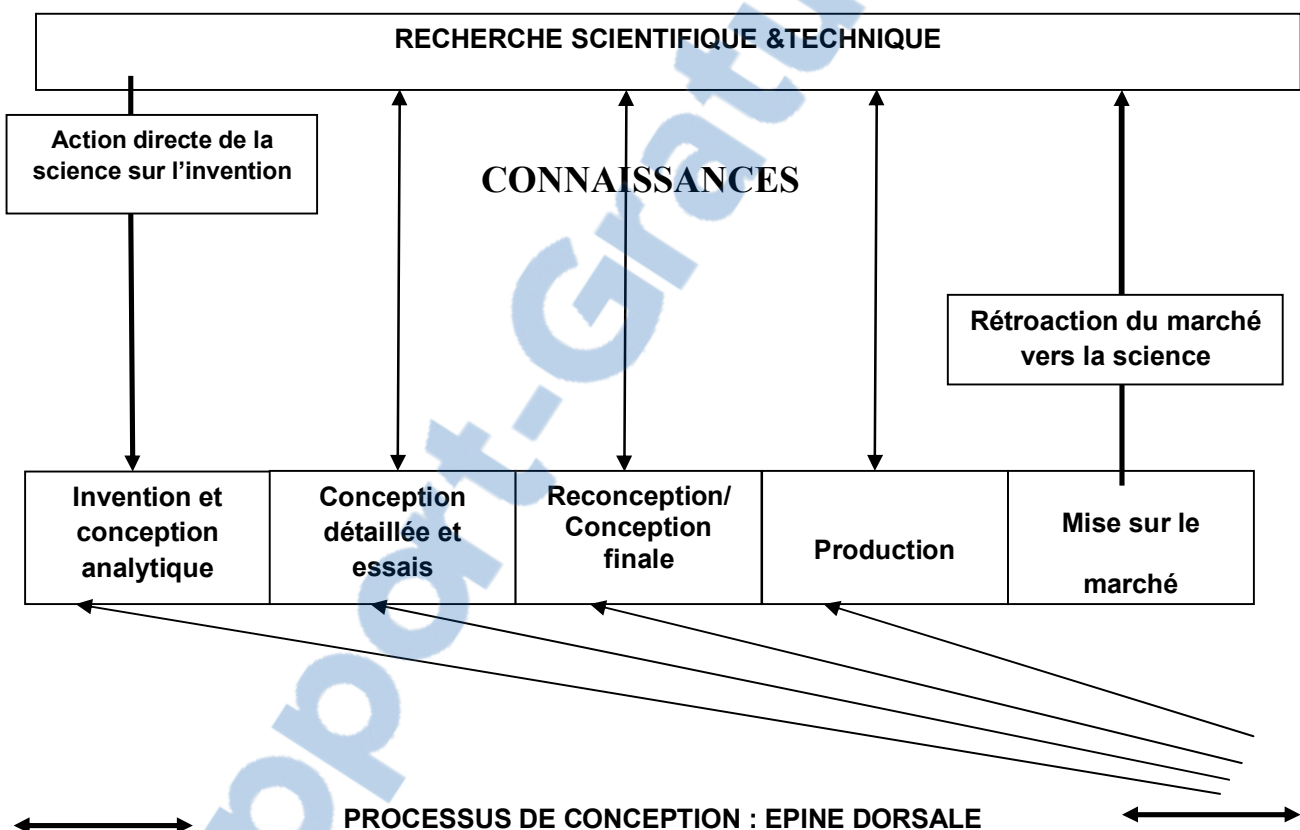 RECHERCHE SCIENTIFIQUE &TECHNIQUE
Action directe de la
science sur l'invention
CONNAISSANCES
Rétroaction du marché
vers la science
Invention et
conception
analytique
Conception
détaillée et
essais
Reconception/
Conception
finale
Production
Mise sur le
marché
PROCESSUS DE CONCEPTION : EPINE DORSALE
pport-Gratu